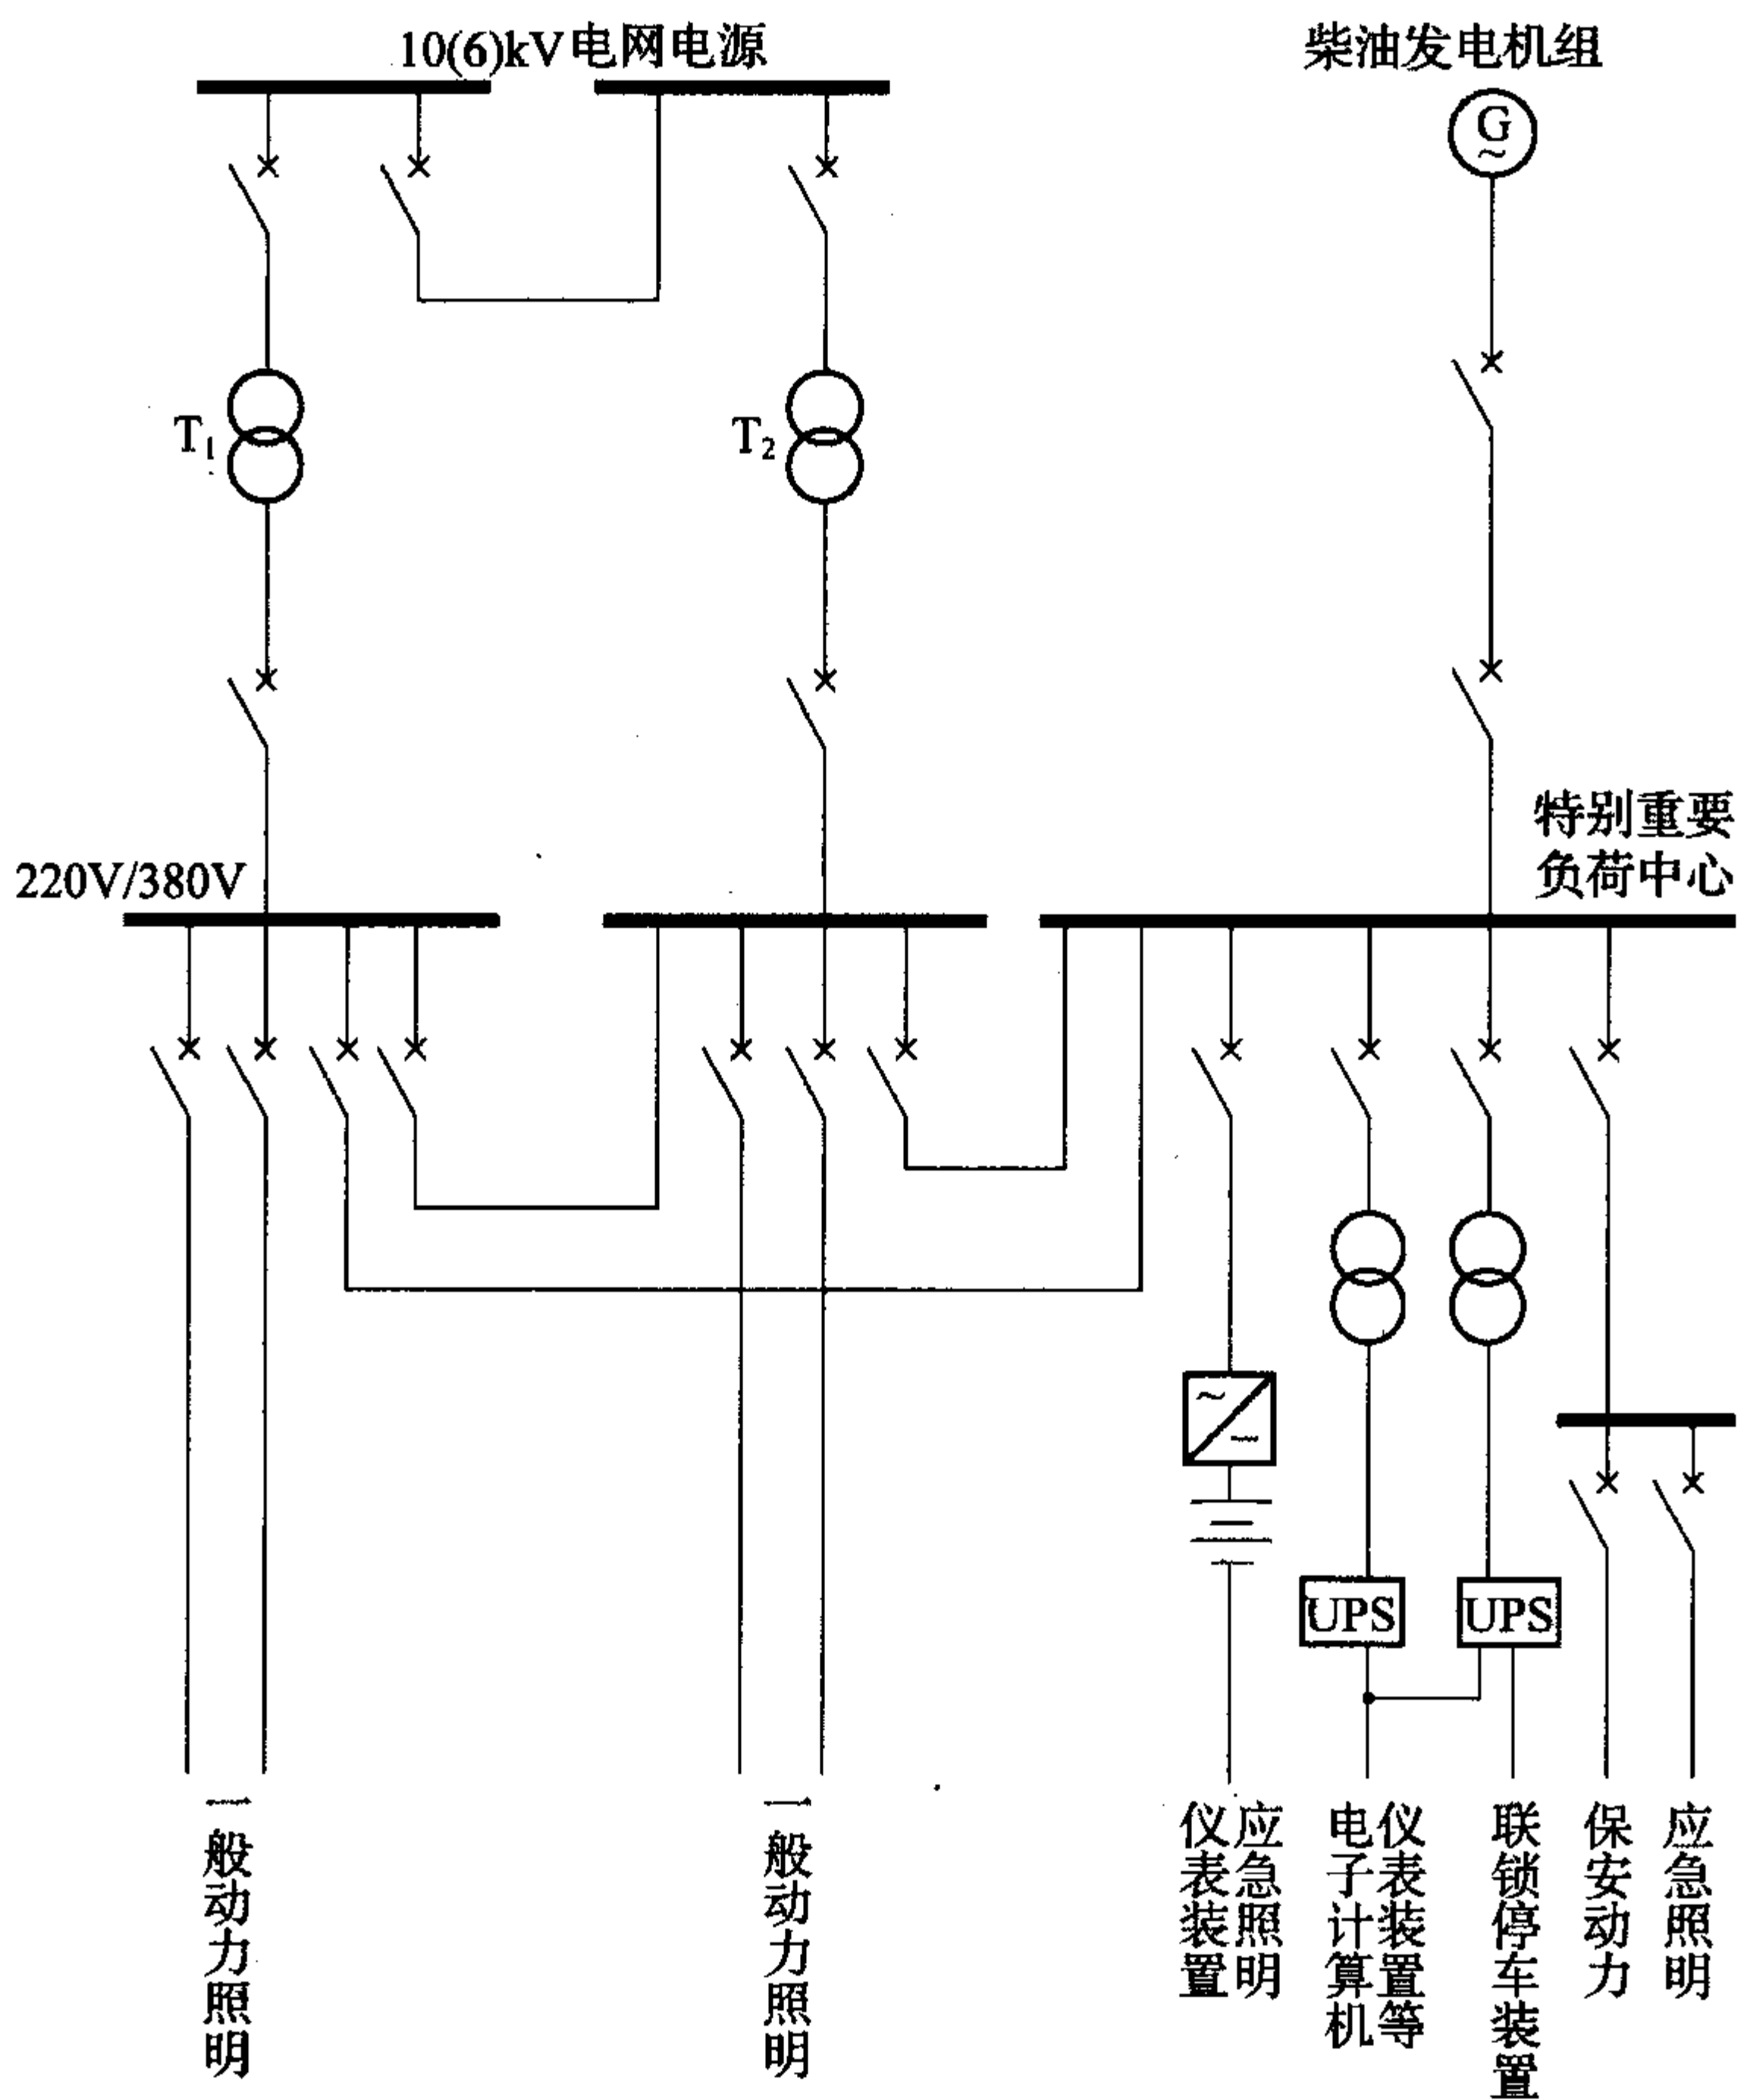 10(6)kV电网电源
柴油发电机组
G
~
T₁
T₂
特别重要
负荷中心
220V/380V
~
UPS
UPS
一般动力照明
一般动力照明
应急照明
仪表装置
仪表装置等
电子计算机
联锁停车装置
保安动力
应急照明